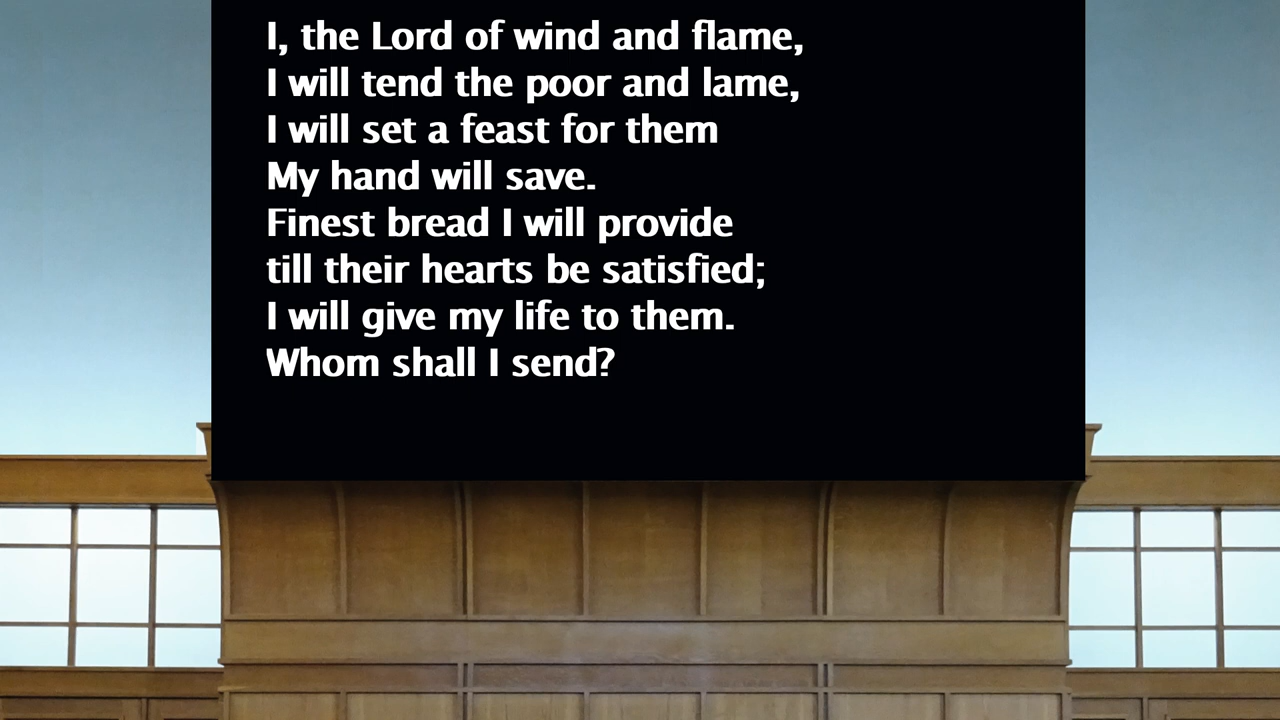 I, the Lord of wind and flame,
I will tend the poor and lame,
I will set a feast for them
My hand will save.
Finest bread I will provide
till their hearts be satisfied;
I will give my life to them.
Whom shall I send?